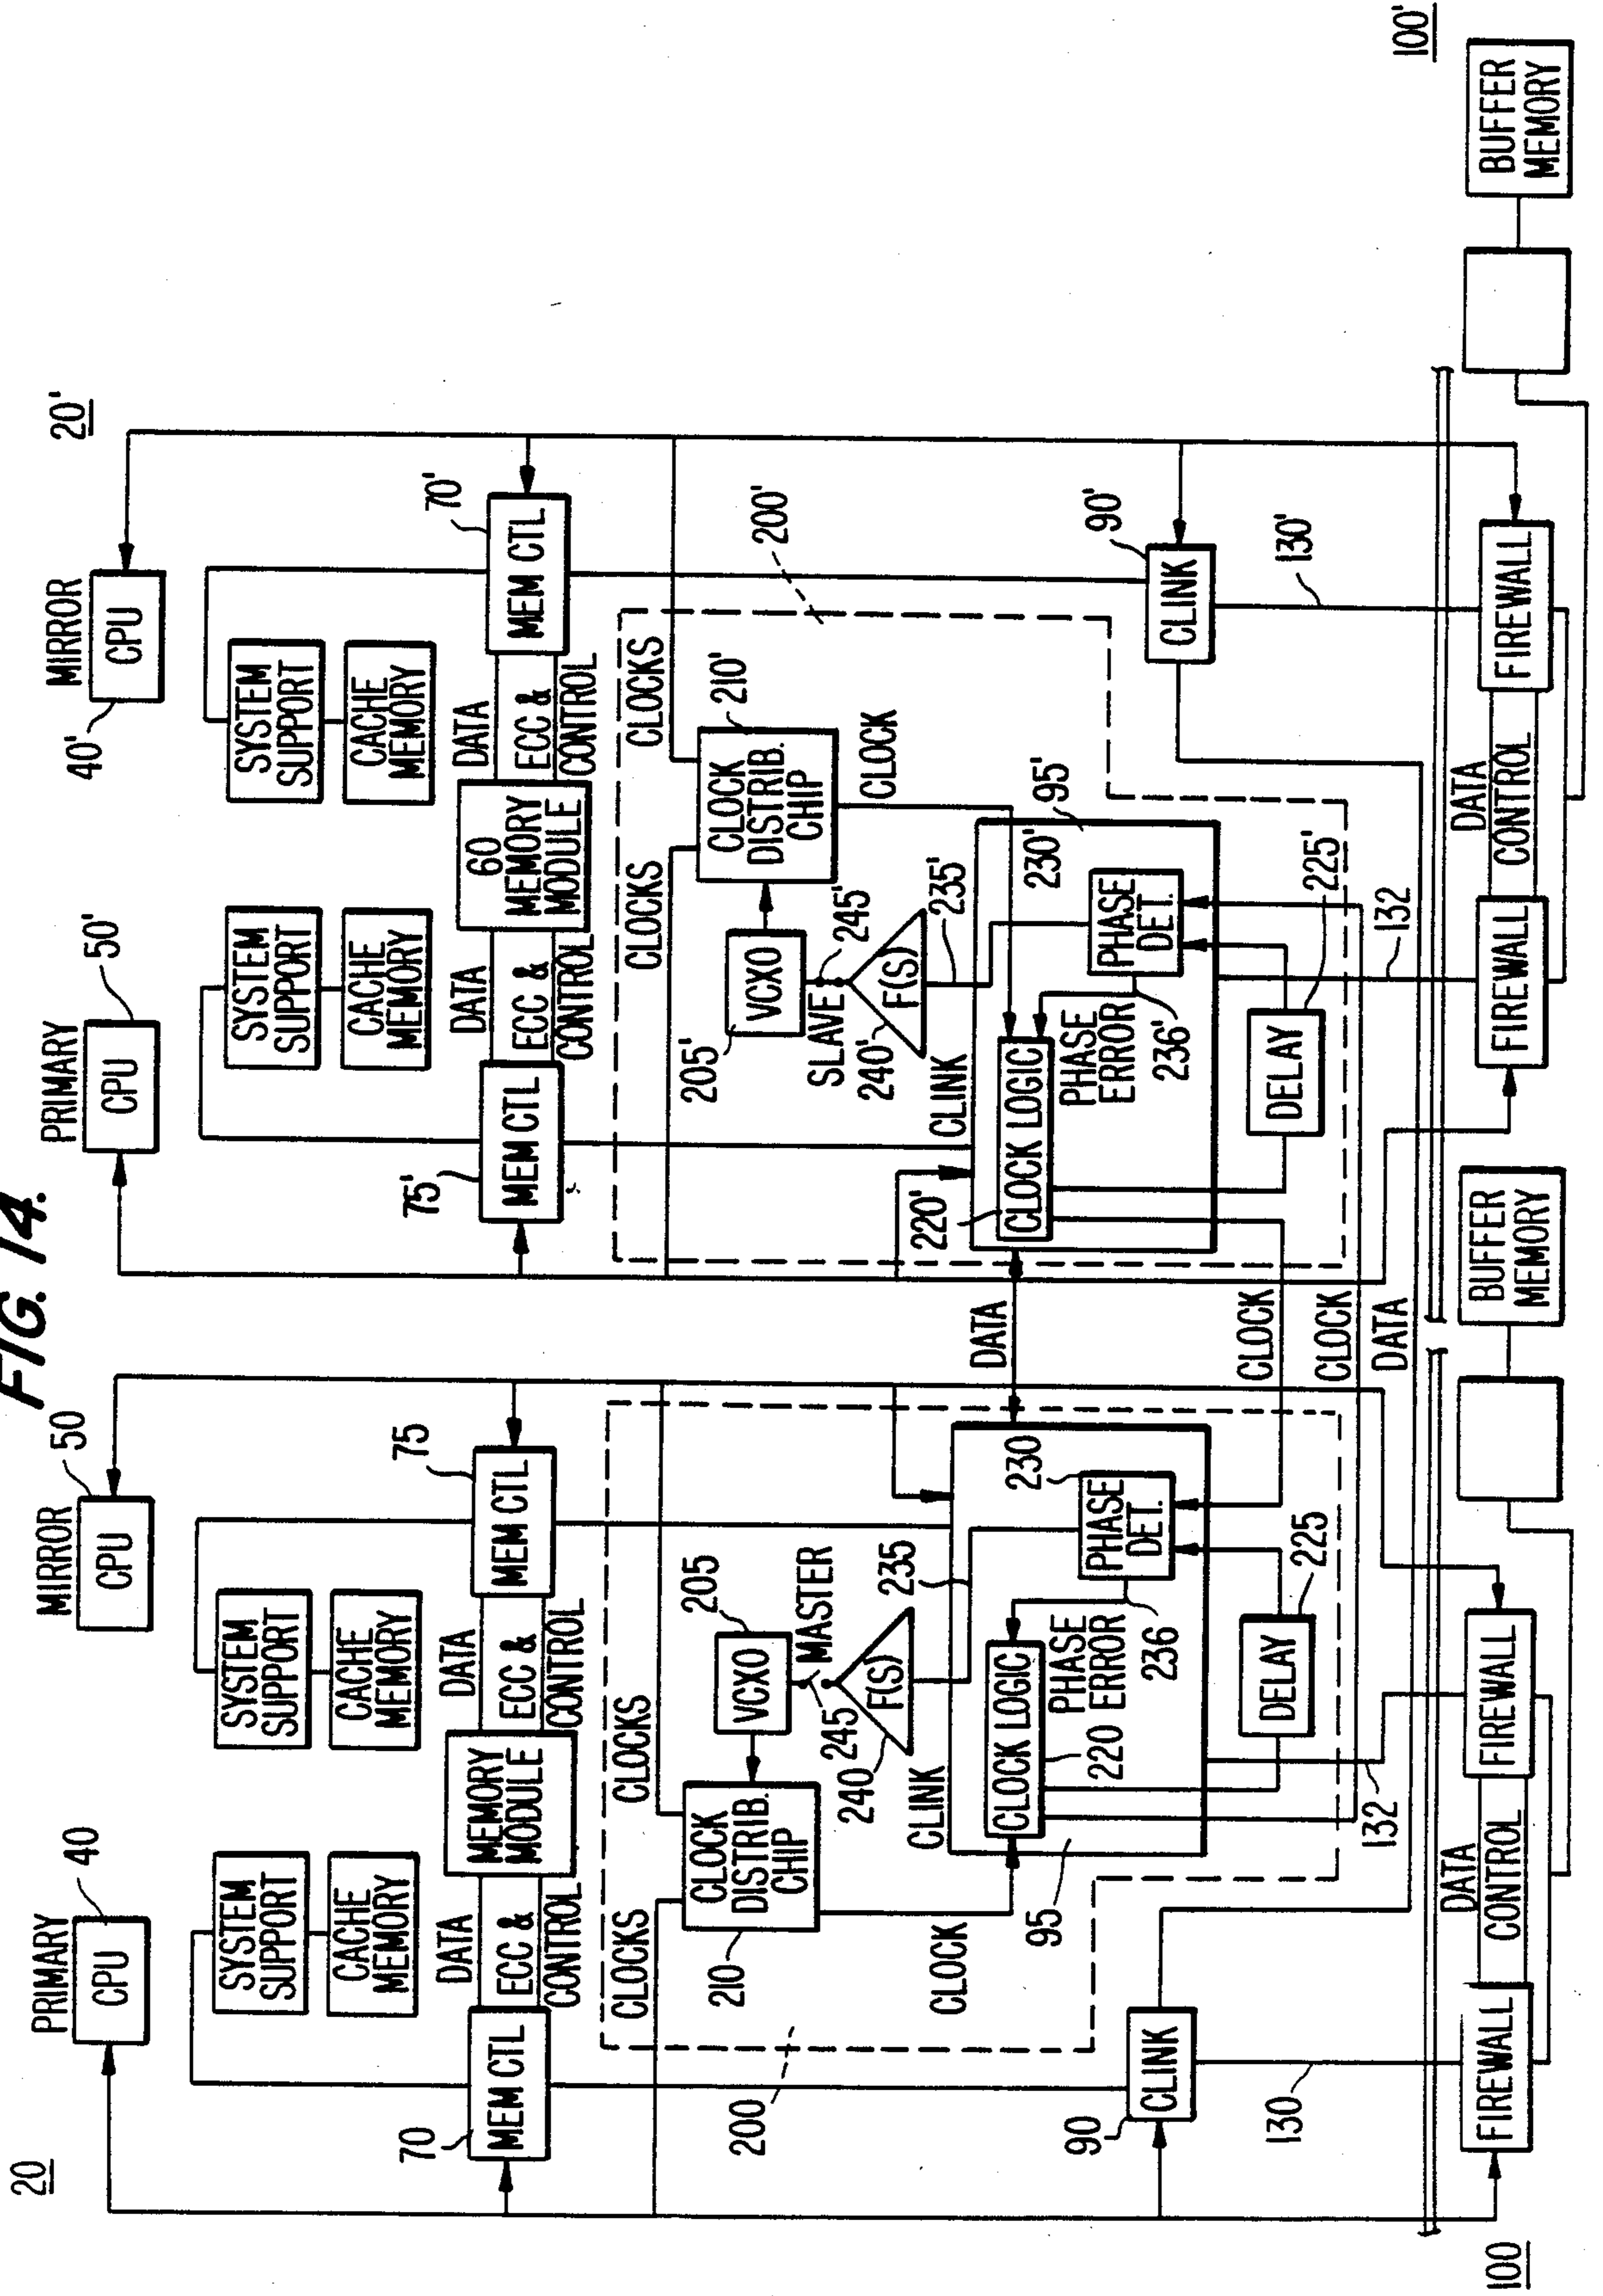 FIG. 14.
20
PRIMARY
CPU
40
MIRROR
CPU
50
SYSTEM
SUPPORT
CACHE
MEMORY
SYSTEM
SUPPORT
CACHE
MEMORY
70
MEM CTL
DATA
ECC &
CONTROL
MEMORY
MODULE
DATA
ECC &
CONTROL
MEM CTL
75
200
CLOCKS
CLOCKS
210
CLOCK
DISTRIB.
CHIP
VCXO
205
MASTER
245
240
F(S)
235
CLOCK
CLINK
95
CLOCK LOGIC
220
PHASE
ERROR
236
PHASE
DET.
230
DELAY
225
90
CLINK
130
132
100
FIREWALL
DATA
CONTROL
FIREWALL
BUFFER
MEMORY
DATA
CLOCK
CLOCK
DATA
20'
PRIMARY
CPU
50'
MIRROR
CPU
40'
SYSTEM
SUPPORT
CACHE
MEMORY
SYSTEM
SUPPORT
CACHE
MEMORY
75'
MEM CTL
DATA
ECC &
CONTROL
60
MEMORY
MODULE
DATA
ECC &
CONTROL
MEM CTL
70'
200'
CLOCKS
CLOCKS
205'
VCXO
CLOCK
DISTRIB.
CHIP
210'
SLAVE
245'
240'
F(S)
235'
CLOCK
CLINK
95'
220'
CLOCK LOGIC
PHASE
ERROR
236'
PHASE
DET.
230'
DELAY
225'
90'
CLINK
130'
132
FIREWALL
DATA
CONTROL
FIREWALL
BUFFER
MEMORY
100'